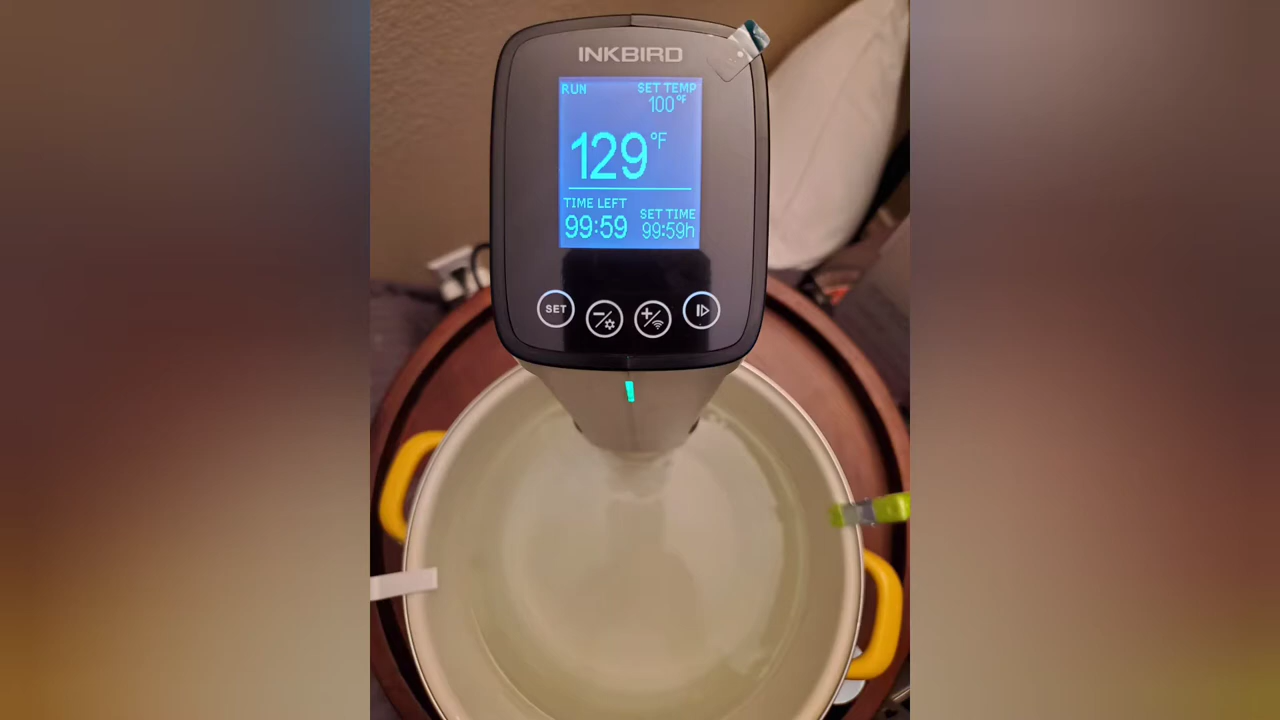 INKBIRD
RUN
SET TEMP
100°F
129°F
TIME LEFT
99:59
SET TIME
99:59h
SET